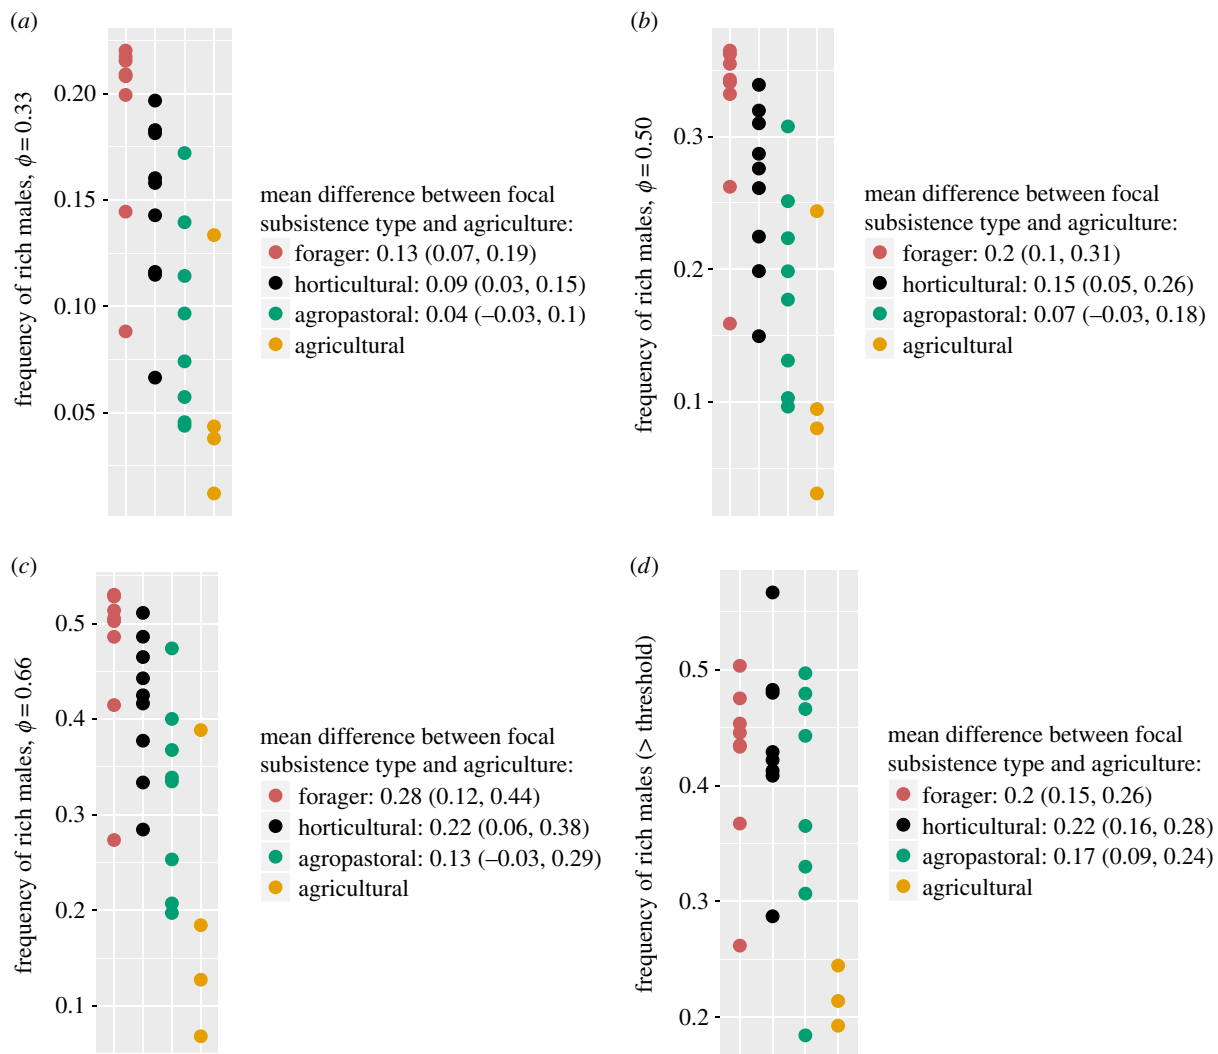 (a)
frequency of rich males, ϕ = 0.33
0.20
0.15
0.10
0.05
mean difference between focal
subsistence type and agriculture:
forager: 0.13 (0.07, 0.19)
horticultural: 0.09 (0.03, 0.15)
agropastoral: 0.04 (–0.03, 0.1)
agricultural
(b)
frequency of rich males, ϕ = 0.50
0.3
0.2
0.1
mean difference between focal
subsistence type and agriculture:
forager: 0.2 (0.1, 0.31)
horticultural: 0.15 (0.05, 0.26)
agropastoral: 0.07 (–0.03, 0.18)
agricultural
(c)
frequency of rich males, ϕ = 0.66
0.5
0.4
0.3
0.2
0.1
mean difference between focal
subsistence type and agriculture:
forager: 0.28 (0.12, 0.44)
horticultural: 0.22 (0.06, 0.38)
agropastoral: 0.13 (–0.03, 0.29)
agricultural
(d)
frequency of rich males (> threshold)
0.5
0.4
0.3
0.2
mean difference between focal
subsistence type and agriculture:
forager: 0.2 (0.15, 0.26)
horticultural: 0.22 (0.16, 0.28)
agropastoral: 0.17 (0.09, 0.24)
agricultural